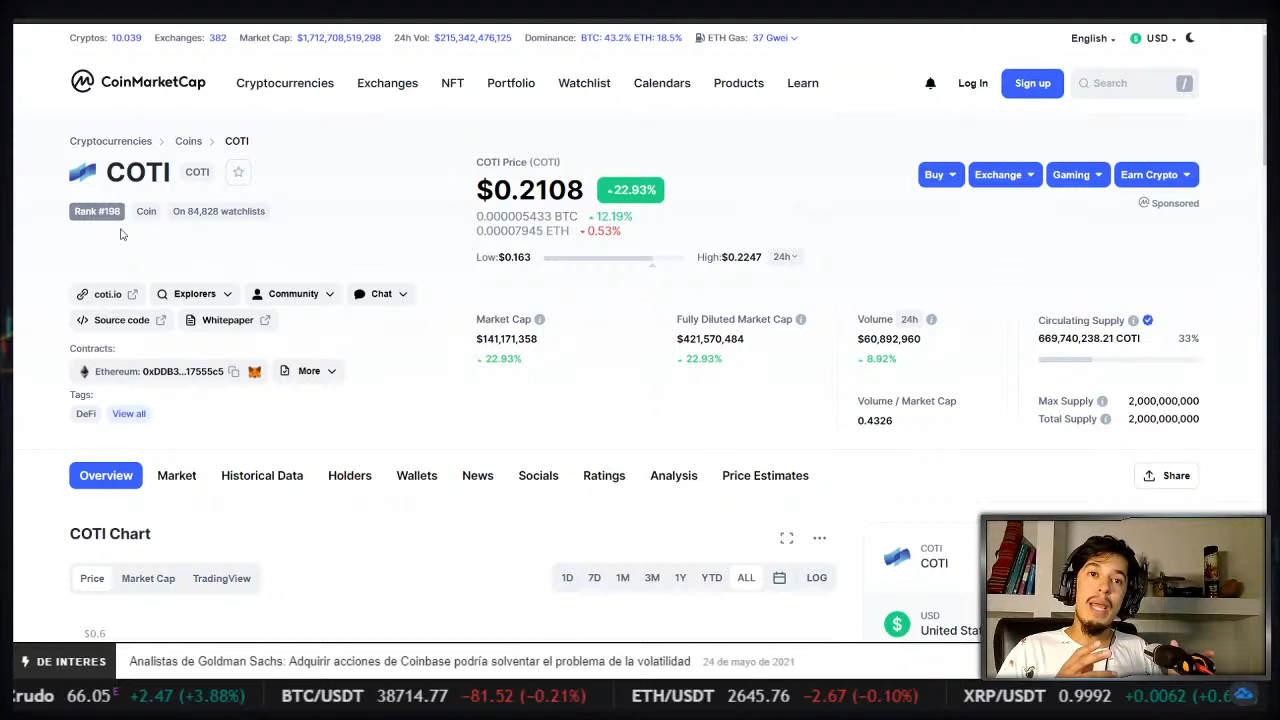 Cryptos: 10.039 Exchanges: 382 Market Cap: $1,712,708,519,298 24h Vol: $215,342,476,125 Dominance: BTC: 43.2% ETH: 18.5% ETH Gas: 37 Gwei English USD
CoinMarketCap Cryptocurrencies Exchanges NFT Portfolio Watchlist Calendars Products Learn Log In Sign up Search /
Cryptocurrencies Coins COTI
COTI COTI
Rank #198 Coin On 84,828 watchlists
COTI Price (COTI)
$0.2108 22.93%
0.000005433 BTC 12.19%
0.00007945 ETH 0.53%
Low:$0.163 High:$0.2247 24h
Buy Exchange Gaming Earn Crypto
Sponsored
coti.io Explorers Community Chat
Source code Whitepaper
Contracts:
Ethereum: 0xDDB3...17555c5 More
Tags:
DeFi View all
Market Cap
$141,171,358
22.93%
Fully Diluted Market Cap
$421,570,484
22.93%
Volume 24h
$60,892,960
8.92%
Volume / Market Cap
0.4326
Circulating Supply
669,740,238.21 COTI 33%
Max Supply 2,000,000,000
Total Supply 2,000,000,000
Overview Market Historical Data Holders Wallets News Socials Ratings Analysis Price Estimates Share
COTI Chart
Price Market Cap TradingView 1D 7D 1M 3M 1Y YTD ALL LOG
$0.6
COTI
COTI
USD
United Sta
DE INTERES Analistas de Goldman Sachs: Adquirir acciones de Coinbase podría solventar el problema de la volatilidad 24 de mayo de 2021
Crudo 66.05 E +2.47 (+3.88%) BTC/USDT 38714.77 −81.52 (−0.21%) ETH/USDT 2645.76 −2.67 (−0.10%) XRP/USDT 0.9992 +0.0062 (+0.6